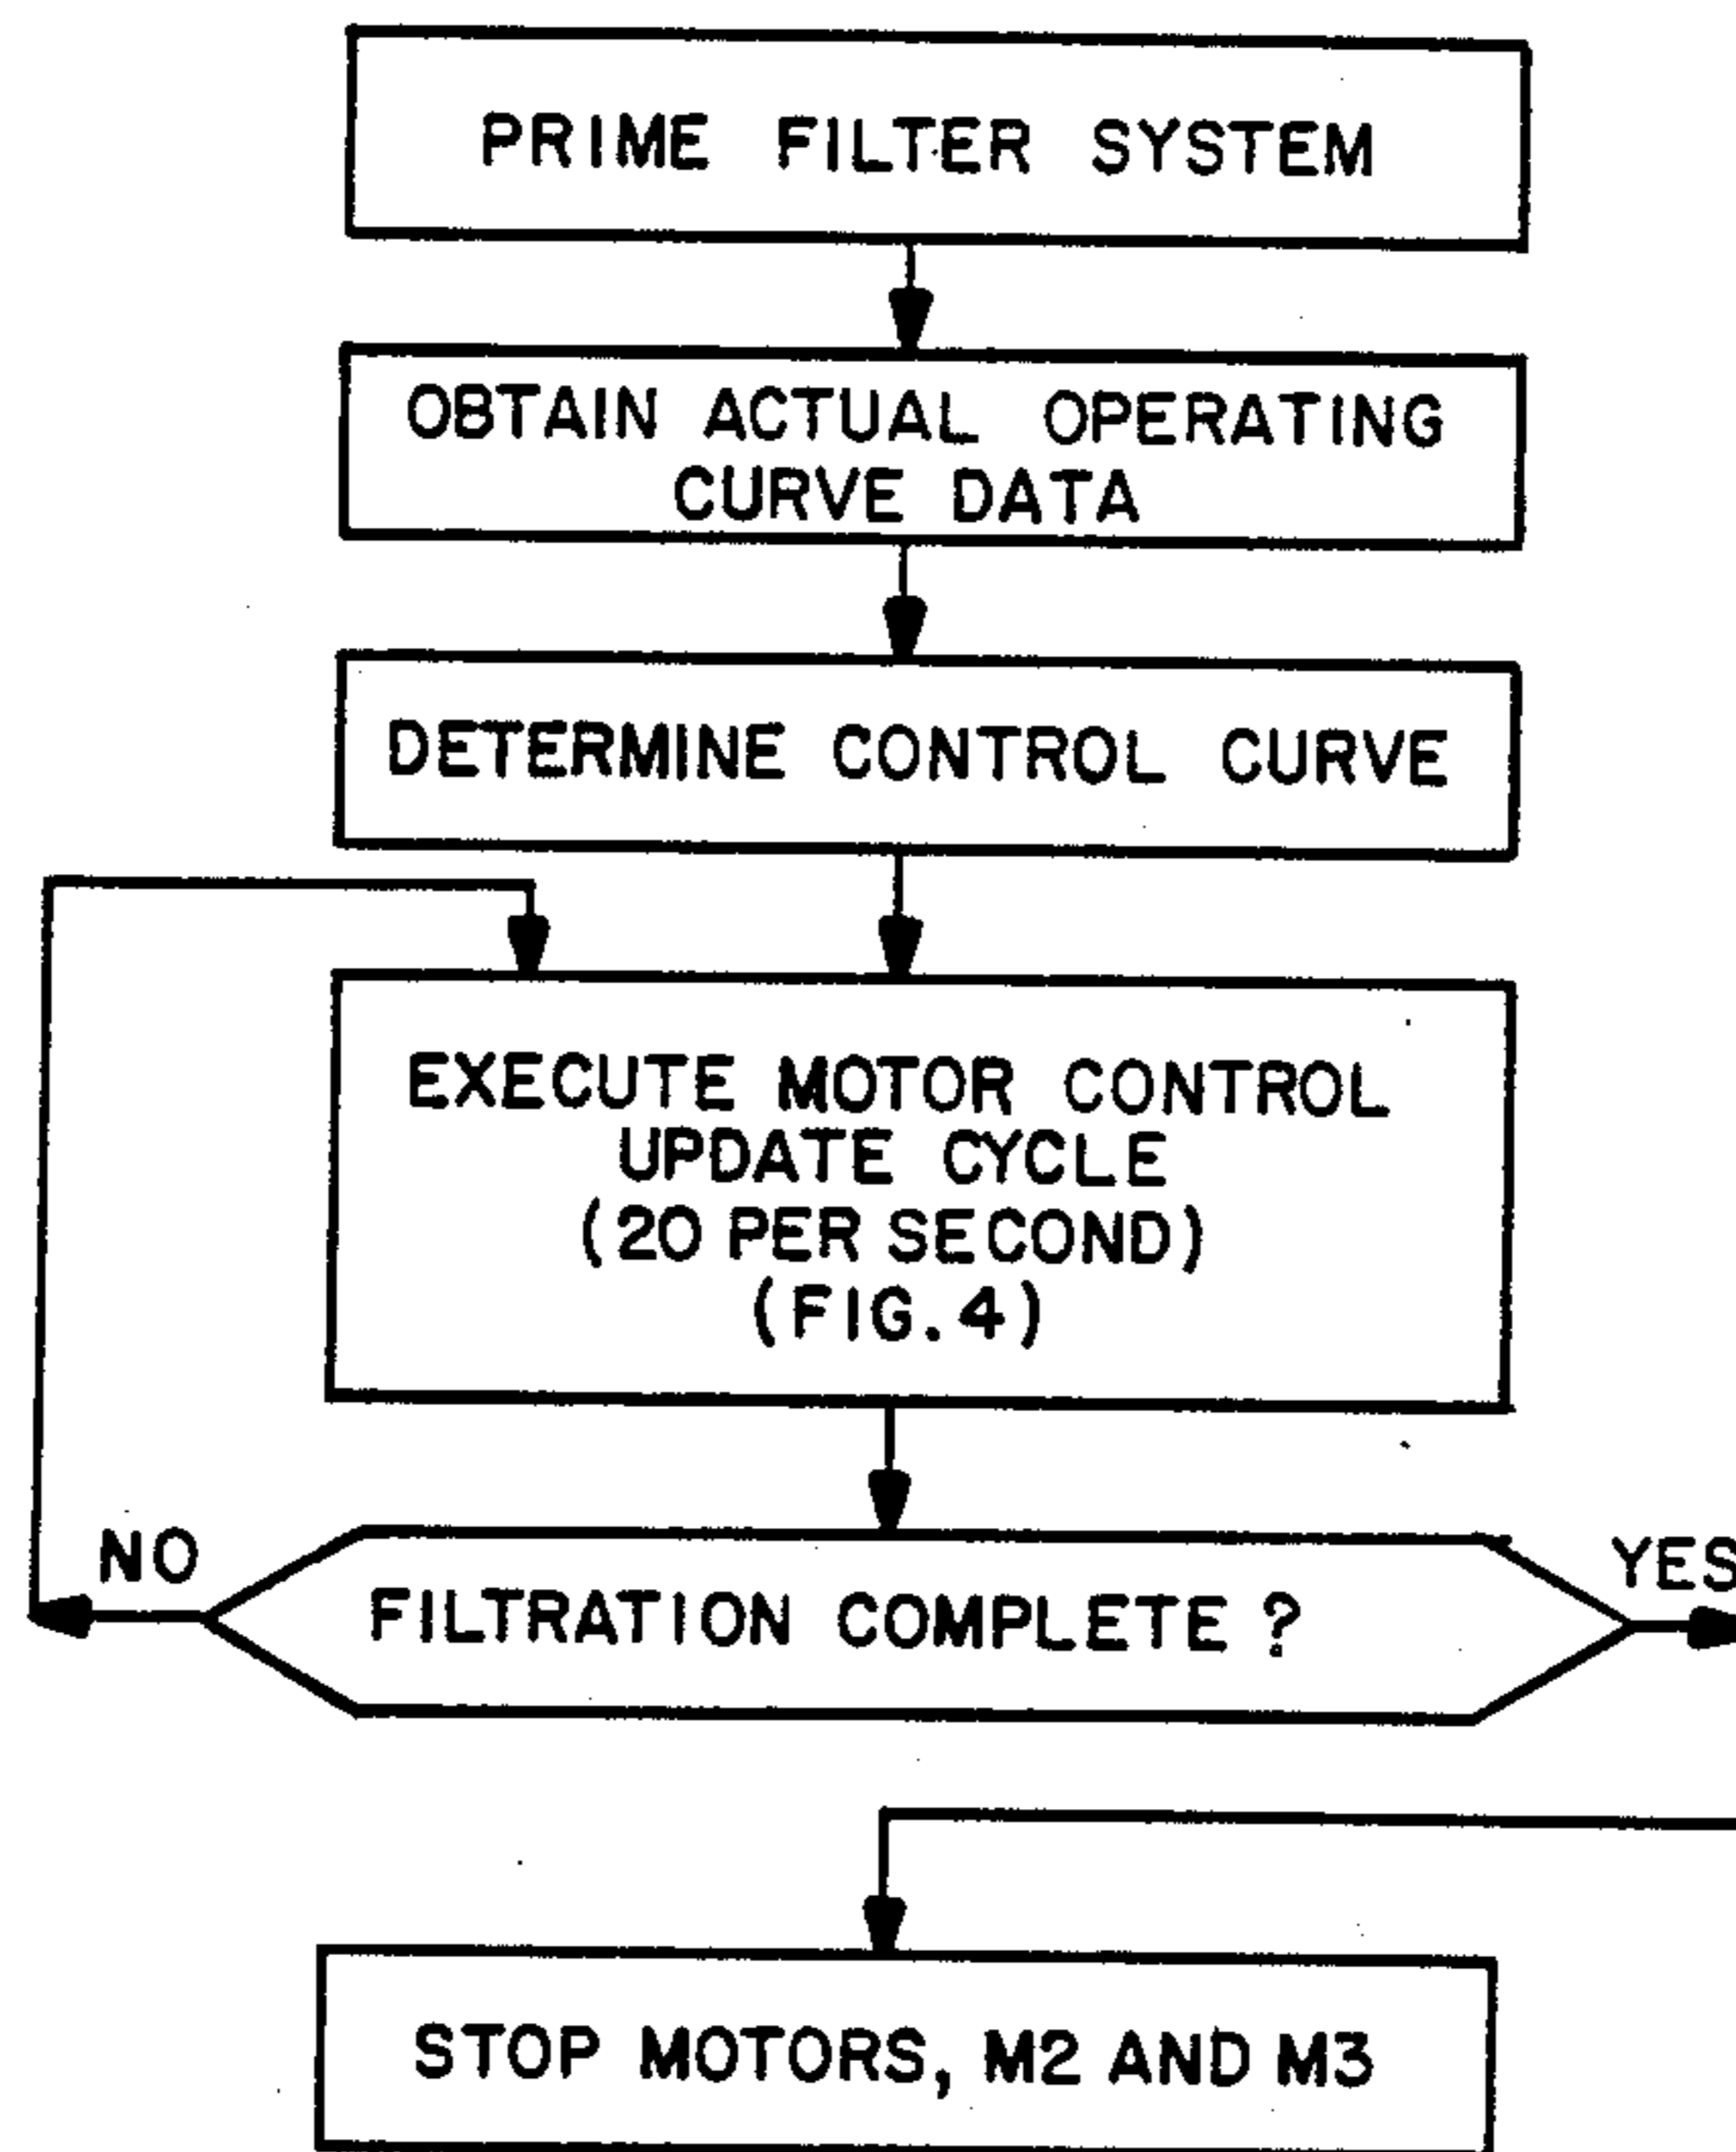 PRIME FILTER SYSTEM
OBTAIN ACTUAL OPERATING
CURVE DATA
DETERMINE CONTROL CURVE
EXECUTE MOTOR CONTROL
UPDATE CYCLE
(20 PER SECOND)
(FIG. 4)
NO
FILTRATION COMPLETE ?
YES
STOP MOTORS, M2 AND M3